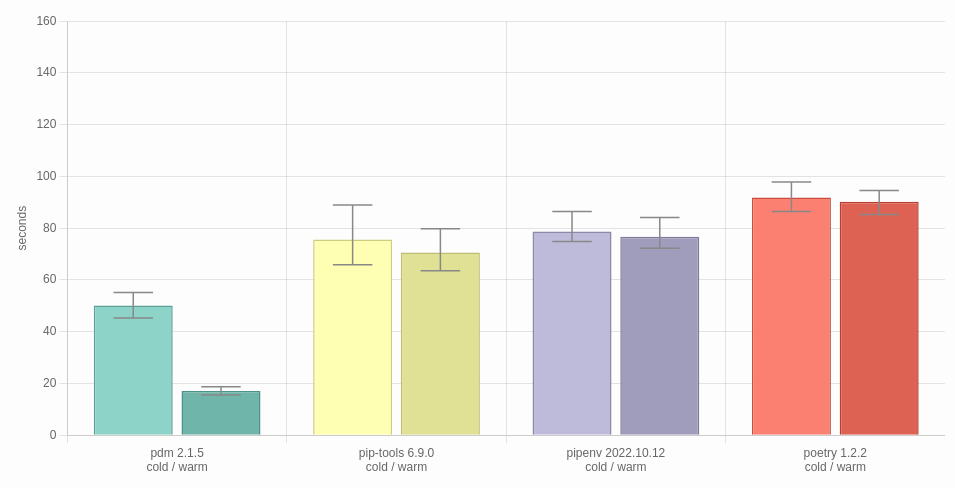 160
140
120
100
80
60
40
20
0
seconds
pdm 2.1.5
cold / warm
pip-tools 6.9.0
cold / warm
pipenv 2022.10.12
cold / warm
poetry 1.2.2
cold / warm